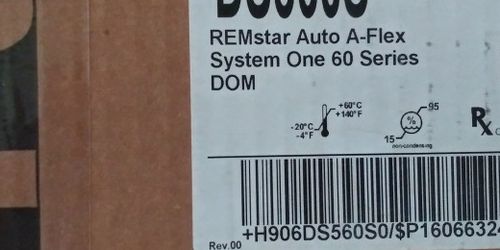 REMstar Auto A-Flex
System One 60 Series
DOM
+60°C
+140°F
-20°C
-4°F
95
%
15
non-condensing
Rx
Rev.00
+H906DS560S0/$P1606632